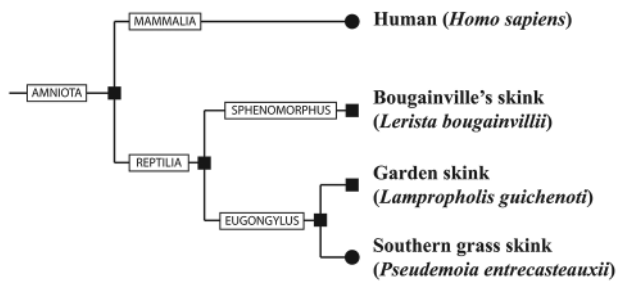 MAMMALIA
Human (Homo sapiens)
AMNIOTA
SPHENOMORPHUS
Bougainville's skink
(Lerista bougainvillii)
REPTILIA
Garden skink
(Lampropholis guichenoti)
EUGONGYLUS
Southern grass skink
(Pseudemoia entrecasteauxii)